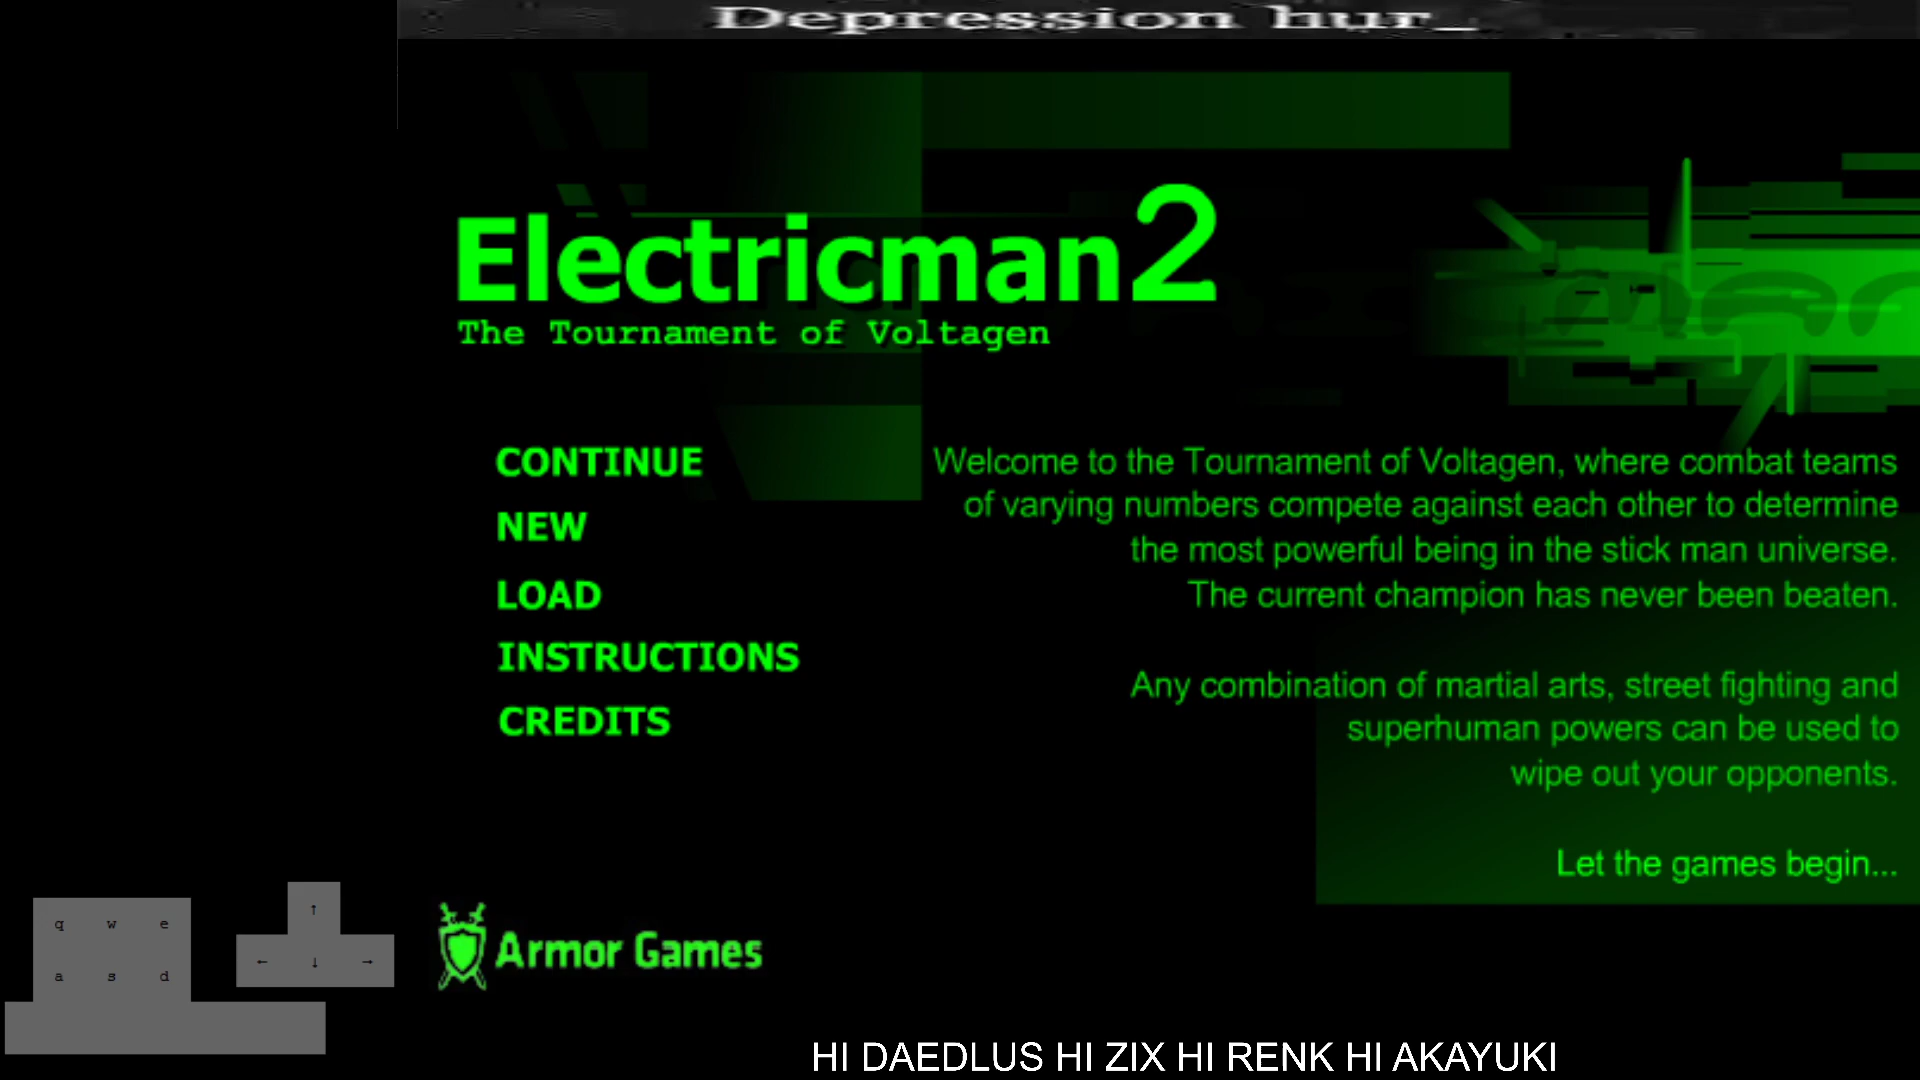 Depression hur_
Electricman2
The Tournament of Voltagen
CONTINUE
NEW
LOAD
INSTRUCTIONS
CREDITS
Welcome to the Tournament of Voltagen, where combat teams
of varying numbers compete against each other to determine
the most powerful being in the stick man universe.
The current champion has never been beaten.
Any combination of martial arts, street fighting and
superhuman powers can be used to
wipe out your opponents.
Let the games begin...
q w e
a s d
↑
← ↓ →
Armor Games
HI DAEDLUS HI ZIX HI RENK HI AKAYUKI